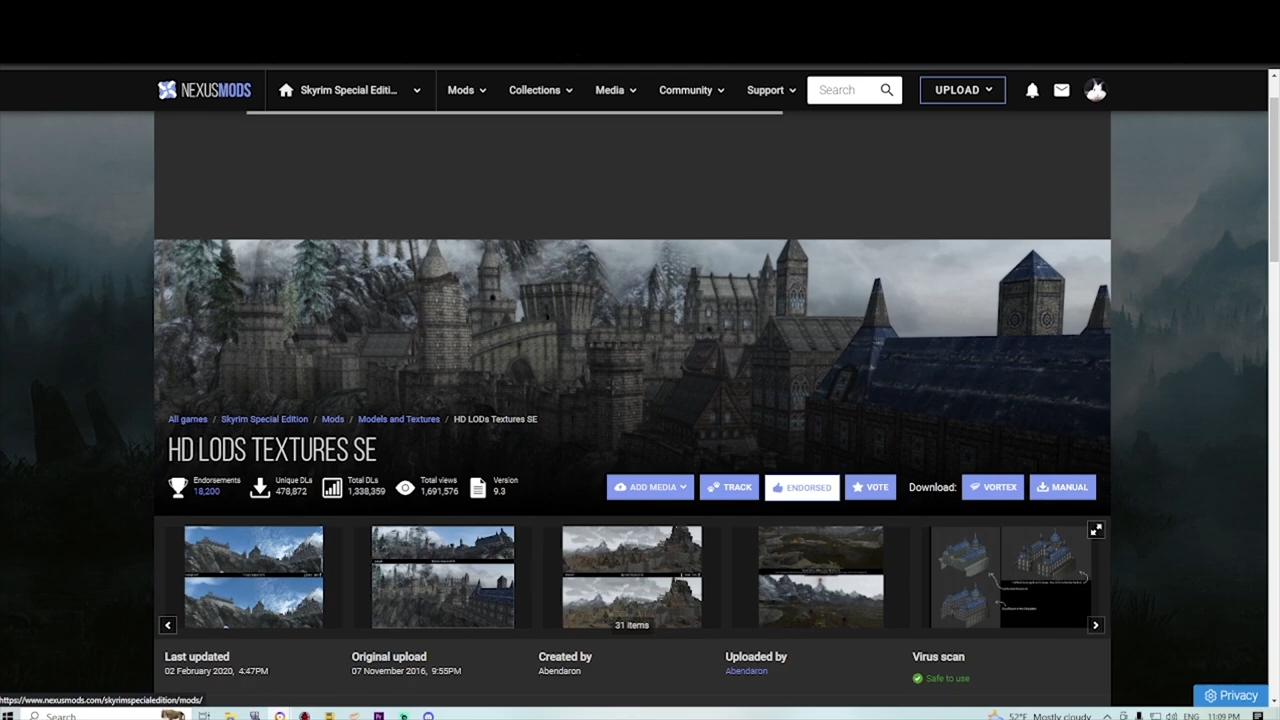 NEXUSMODS
Skyrim Special Editi...
Mods
Collections
Media
Community
Support
Search
UPLOAD
All games / Skyrim Special Edition / Mods / Models and Textures / HD LODs Textures SE
HD LODS TEXTURES SE
Endorsements
18,200
Unique DLs
478,872
Total DLs
1,338,359
Total views
1,691,576
Version
9.3
ADD MEDIA
TRACK
ENDORSED
VOTE
Download:
VORTEX
MANUAL
31 items
Last updated
02 February 2020, 4:47PM
Original upload
07 November 2016, 9:55PM
Created by
Abendaron
Uploaded by
Abendaron
Virus scan
Safe to use
Privacy
https://www.nexusmods.com/skyrimspecialedition/mods/
Search
52°F Mostly cloudy
ENG
11:09 PM